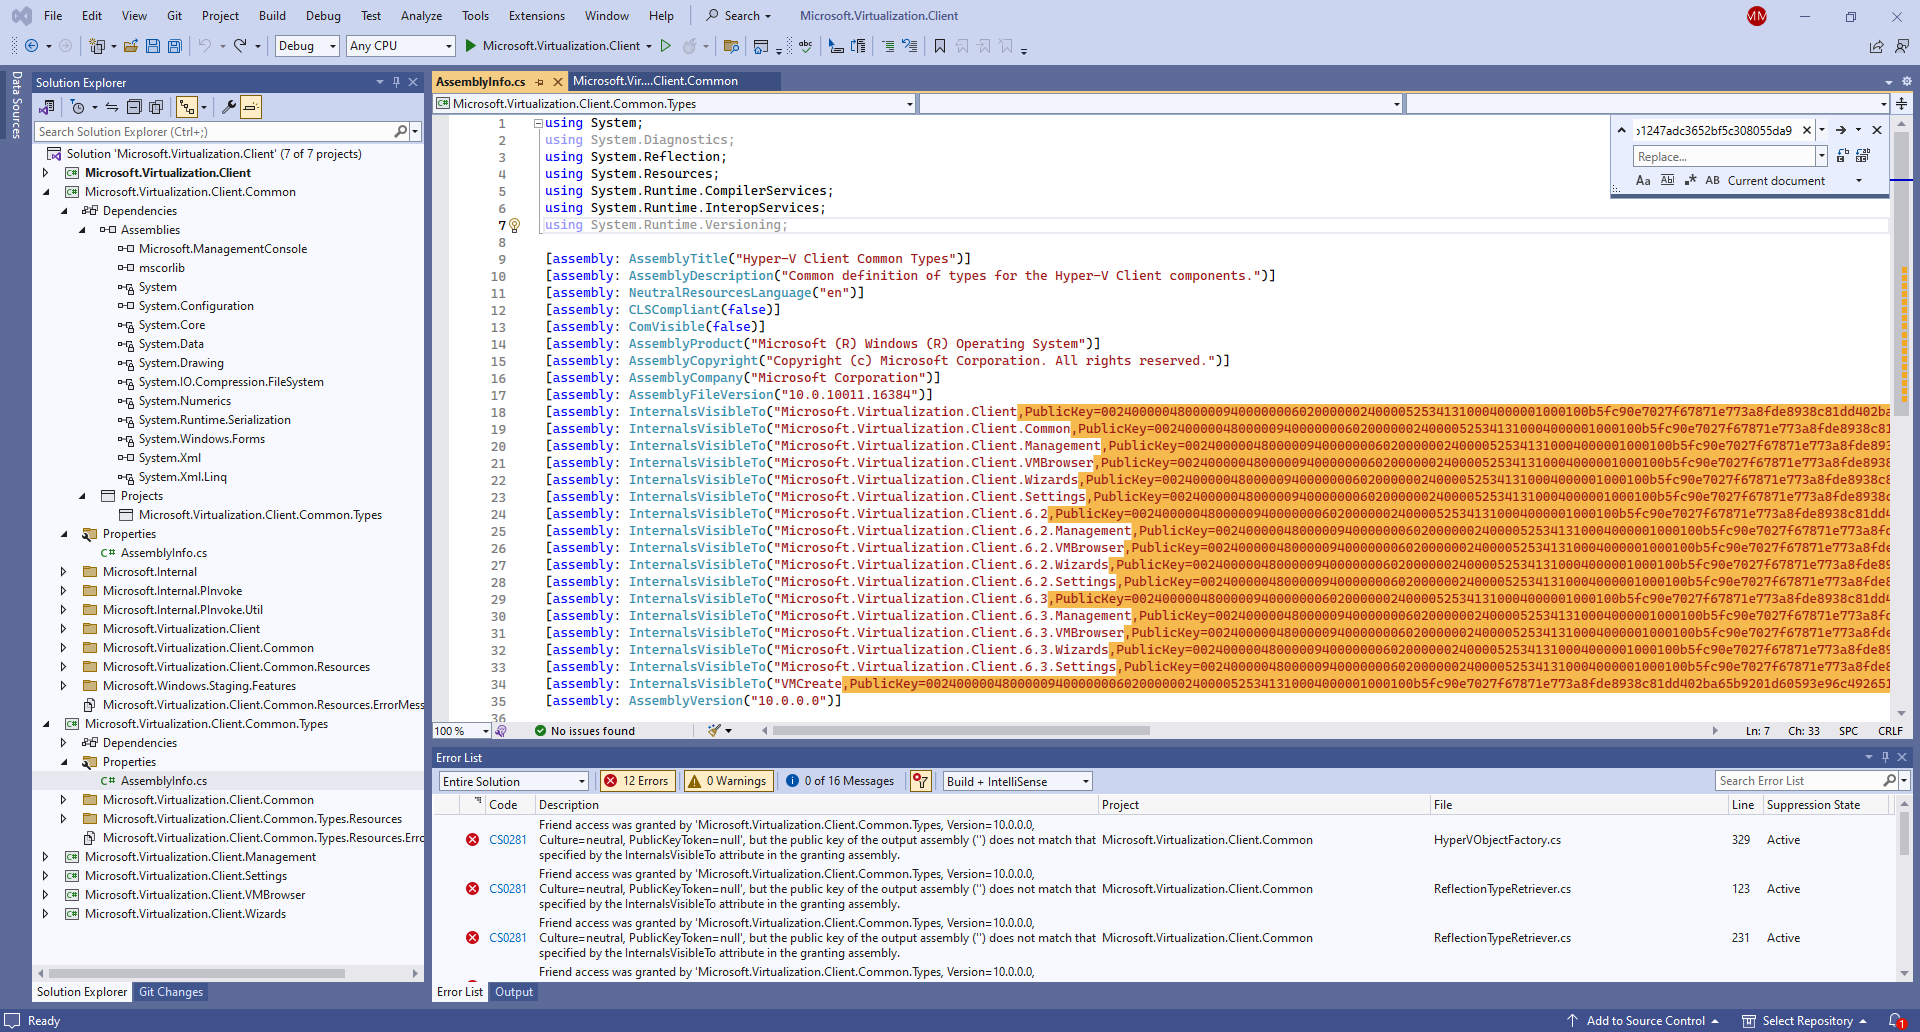 File Edit View Git Project Build Debug Test Analyze Tools Extensions Window Help Search Microsoft.Virtualization.Client MM
Debug Any CPU Microsoft.Virtualization.Client
Data Sources
Solution Explorer
Search Solution Explorer (Ctrl+;)
Solution 'Microsoft.Virtualization.Client' (7 of 7 projects)
Microsoft.Virtualization.Client
Microsoft.Virtualization.Client.Common
Dependencies
Assemblies
Microsoft.ManagementConsole
mscorlib
System
System.Configuration
System.Core
System.Data
System.Drawing
System.IO.Compression.FileSystem
System.Numerics
System.Runtime.Serialization
System.Windows.Forms
System.Xml
System.Xml.Linq
Projects
Microsoft.Virtualization.Client.Common.Types
Properties
C# AssemblyInfo.cs
Microsoft.Internal
Microsoft.Internal.PInvoke
Microsoft.Internal.PInvoke.Util
Microsoft.Virtualization.Client
Microsoft.Virtualization.Client.Common
Microsoft.Virtualization.Client.Common.Resources
Microsoft.Windows.Staging.Features
Microsoft.Virtualization.Client.Common.Resources.ErrorMess
Microsoft.Virtualization.Client.Common.Types
Dependencies
Properties
C# AssemblyInfo.cs
Microsoft.Virtualization.Client.Common
Microsoft.Virtualization.Client.Common.Types.Resources
Microsoft.Virtualization.Client.Common.Types.Resources.Errc
Microsoft.Virtualization.Client.Management
Microsoft.Virtualization.Client.Settings
Microsoft.Virtualization.Client.VMBrowser
Microsoft.Virtualization.Client.Wizards
Solution Explorer Git Changes
AssemblyInfo.cs Microsoft.Vir....Client.Common
Microsoft.Virtualization.Client.Common.Types
1247adc3652bf5c308055da9
Replace...
Aa Ab .* AB Current document
1 using System;
2 using System.Diagnostics;
3 using System.Reflection;
4 using System.Resources;
5 using System.Runtime.CompilerServices;
6 using System.Runtime.InteropServices;
7 using System.Runtime.Versioning;
8
9 [assembly: AssemblyTitle("Hyper-V Client Common Types")]
10 [assembly: AssemblyDescription("Common definition of types for the Hyper-V Client components.")]
11 [assembly: NeutralResourcesLanguage("en")]
12 [assembly: CLSCompliant(false)]
13 [assembly: ComVisible(false)]
14 [assembly: AssemblyProduct("Microsoft (R) Windows (R) Operating System")]
15 [assembly: AssemblyCopyright("Copyright (c) Microsoft Corporation. All rights reserved.")]
16 [assembly: AssemblyCompany("Microsoft Corporation")]
17 [assembly: AssemblyFileVersion("10.0.10011.16384")]
18 [assembly: InternalsVisibleTo("Microsoft.Virtualization.Client,PublicKey=0024000004800000940000000602000000240000525341310004000001000100b5fc90e7027f67871e773a8fde8938c81dd402ba
19 [assembly: InternalsVisibleTo("Microsoft.Virtualization.Client.Common,PublicKey=0024000004800000940000000602000000240000525341310004000001000100b5fc90e7027f67871e773a8fde8938c81
20 [assembly: InternalsVisibleTo("Microsoft.Virtualization.Client.Management,PublicKey=0024000004800000940000000602000000240000525341310004000001000100b5fc90e7027f67871e773a8fde893
21 [assembly: InternalsVisibleTo("Microsoft.Virtualization.Client.VMBrowser,PublicKey=0024000004800000940000000602000000240000525341310004000001000100b5fc90e7027f67871e773a8fde8938
22 [assembly: InternalsVisibleTo("Microsoft.Virtualization.Client.Wizards,PublicKey=0024000004800000940000000602000000240000525341310004000001000100b5fc90e7027f67871e773a8fde8938c8
23 [assembly: InternalsVisibleTo("Microsoft.Virtualization.Client.Settings,PublicKey=0024000004800000940000000602000000240000525341310004000001000100b5fc90e7027f67871e773a8fde8938c
24 [assembly: InternalsVisibleTo("Microsoft.Virtualization.Client.6.2,PublicKey=0024000004800000940000000602000000240000525341310004000001000100b5fc90e7027f67871e773a8fde8938c81dd4
25 [assembly: InternalsVisibleTo("Microsoft.Virtualization.Client.6.2.Management,PublicKey=0024000004800000940000000602000000240000525341310004000001000100b5fc90e7027f67871e773a8fde
26 [assembly: InternalsVisibleTo("Microsoft.Virtualization.Client.6.2.VMBrowser,PublicKey=0024000004800000940000000602000000240000525341310004000001000100b5fc90e7027f67871e773a8fde
27 [assembly: InternalsVisibleTo("Microsoft.Virtualization.Client.6.2.Wizards,PublicKey=0024000004800000940000000602000000240000525341310004000001000100b5fc90e7027f67871e773a8fde89
28 [assembly: InternalsVisibleTo("Microsoft.Virtualization.Client.6.2.Settings,PublicKey=0024000004800000940000000602000000240000525341310004000001000100b5fc90e7027f67871e773a8fde8
29 [assembly: InternalsVisibleTo("Microsoft.Virtualization.Client.6.3,PublicKey=0024000004800000940000000602000000240000525341310004000001000100b5fc90e7027f67871e773a8fde8938c81dd4
30 [assembly: InternalsVisibleTo("Microsoft.Virtualization.Client.6.3.Management,PublicKey=0024000004800000940000000602000000240000525341310004000001000100b5fc90e7027f67871e773a8fde
31 [assembly: InternalsVisibleTo("Microsoft.Virtualization.Client.6.3.VMBrowser,PublicKey=0024000004800000940000000602000000240000525341310004000001000100b5fc90e7027f67871e773a8fde
32 [assembly: InternalsVisibleTo("Microsoft.Virtualization.Client.6.3.Wizards,PublicKey=0024000004800000940000000602000000240000525341310004000001000100b5fc90e7027f67871e773a8fde89
33 [assembly: InternalsVisibleTo("Microsoft.Virtualization.Client.6.3.Settings,PublicKey=0024000004800000940000000602000000240000525341310004000001000100b5fc90e7027f67871e773a8fde8
34 [assembly: InternalsVisibleTo("VMCreate,PublicKey=0024000004800000940000000602000000240000525341310004000001000100b5fc90e7027f67871e773a8fde8938c81dd402ba65b9201d60593e96c492651
35 [assembly: AssemblyVersion("10.0.0.0")]
36
100 % No issues found Ln: 7 Ch: 33 SPC CRLF
Error List
Entire Solution 12 Errors 0 Warnings 0 of 16 Messages Build + IntelliSense Search Error List
Code Description Project File Line Suppression State
Friend access was granted by 'Microsoft.Virtualization.Client.Common.Types, Version=10.0.0.0,
CS0281 Culture=neutral, PublicKeyToken=null', but the public key of the output assembly ('') does not match that Microsoft.Virtualization.Client.Common HyperVObjectFactory.cs 329 Active
specified by the InternalsVisibleTo attribute in the granting assembly.
Friend access was granted by 'Microsoft.Virtualization.Client.Common.Types, Version=10.0.0.0,
CS0281 Culture=neutral, PublicKeyToken=null', but the public key of the output assembly ('') does not match that Microsoft.Virtualization.Client.Common ReflectionTypeRetriever.cs 123 Active
specified by the InternalsVisibleTo attribute in the granting assembly.
Friend access was granted by 'Microsoft.Virtualization.Client.Common.Types, Version=10.0.0.0,
CS0281 Culture=neutral, PublicKeyToken=null', but the public key of the output assembly ('') does not match that Microsoft.Virtualization.Client.Common ReflectionTypeRetriever.cs 231 Active
specified by the InternalsVisibleTo attribute in the granting assembly.
Friend access was granted by 'Microsoft.Virtualization.Client.Common.Types, Version=10.0.0.0,
Error List Output
Ready Add to Source Control Select Repository 1